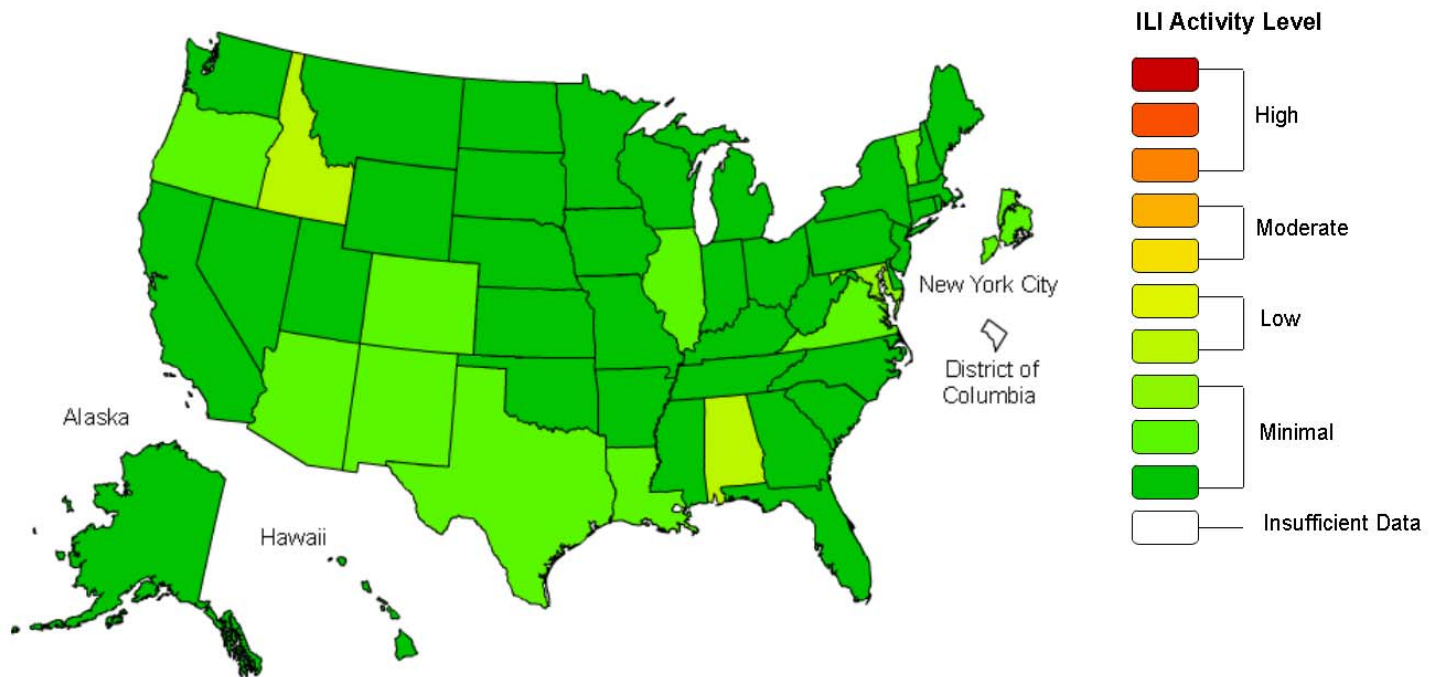 ILI Activity Level
High
Moderate
Low
Minimal
Insufficient Data
New York City
District of
Columbia
Alaska
Hawaii